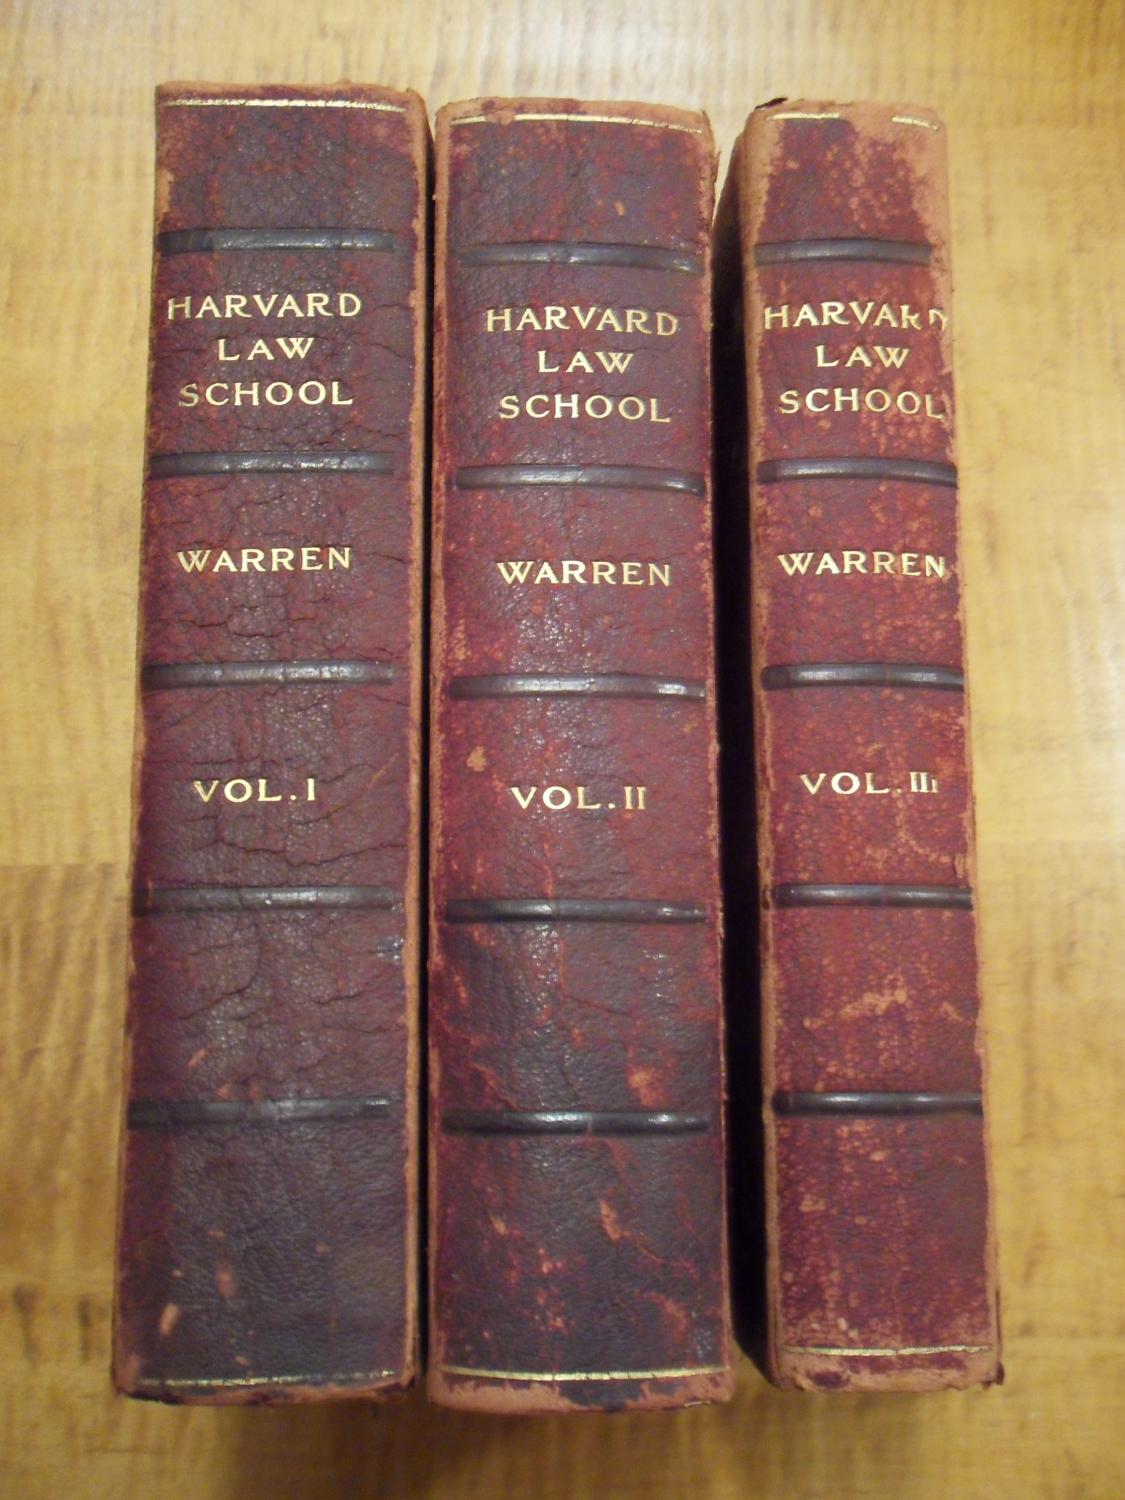 HARVARD
LAW
SCHOOL
WARREN
VOL. I
HARVARD
LAW
SCHOOL
WARREN
VOL. II
HARVARD
LAW
SCHOOL
WARREN
VOL. III